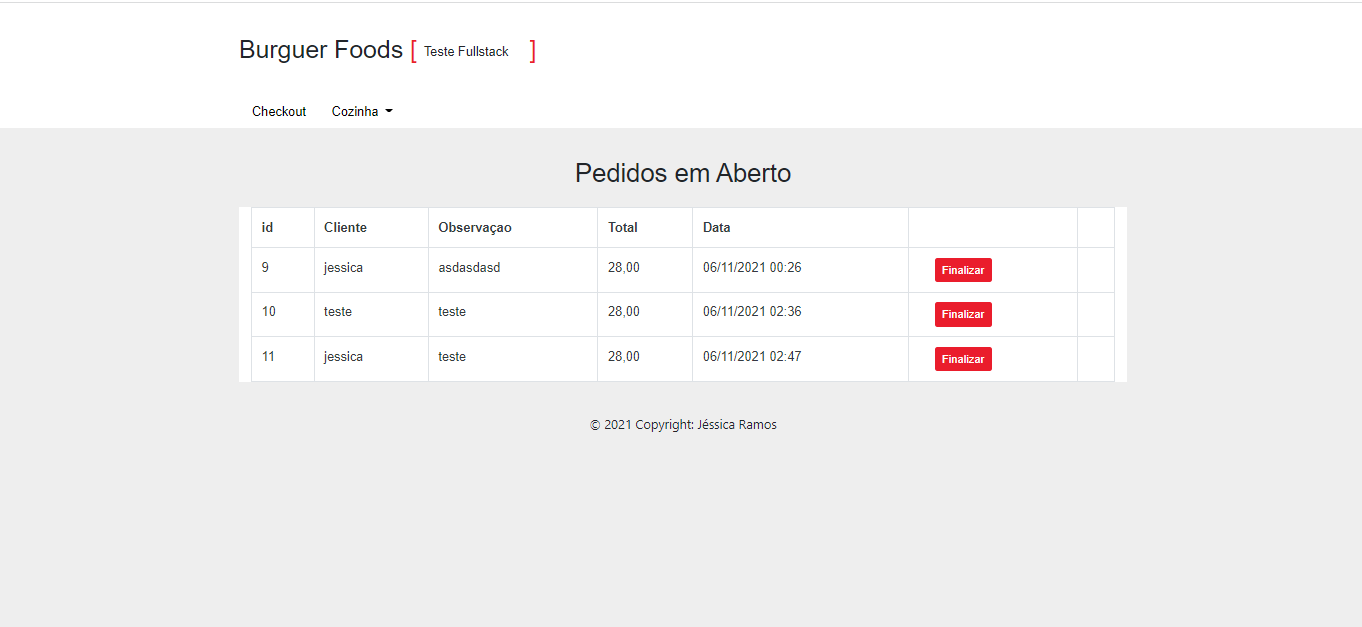 Burguer Foods [ Teste Fullstack ]
Checkout Cozinha
Pedidos em Aberto
id Cliente Observaçao Total Data
9 jessica asdasdasd 28,00 06/11/2021 00:26 Finalizar
10 teste teste 28,00 06/11/2021 02:36 Finalizar
11 jessica teste 28,00 06/11/2021 02:47 Finalizar
© 2021 Copyright: Jéssica Ramos